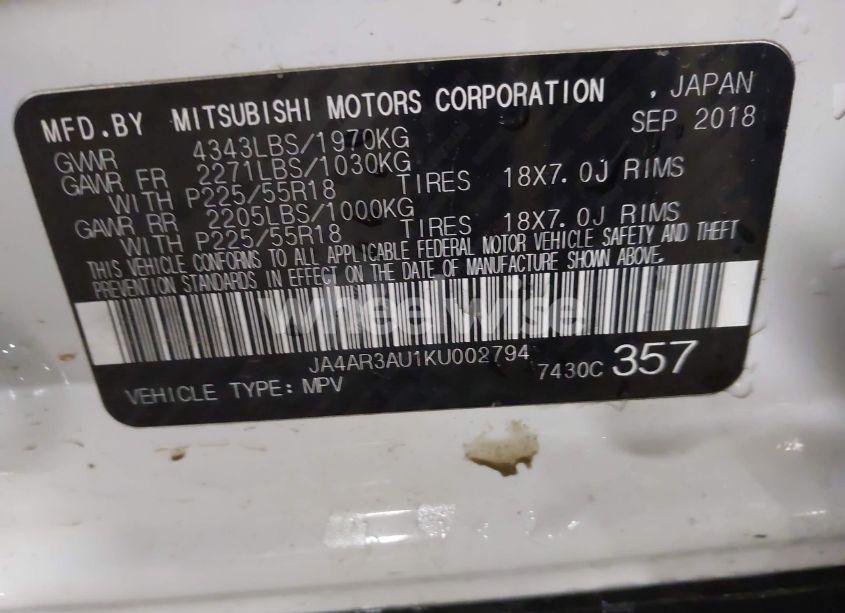 MFD.BY MITSUBISHI MOTORS CORPORATION , JAPAN
SEP 2018
GVWR 4343LBS/1970KG
GAWR FR 2271LBS/1030KG
WITH P225/55R18 TIRES 18X7.0J RIMS
GAWR RR 2205LBS/1000KG
WITH P225/55R18 TIRES 18X7.0J RIMS
THIS VEHICLE CONFORMS TO ALL APPLICABLE FEDERAL MOTOR VEHICLE SAFETY AND THEFT
PREVENTION STANDARDS IN EFFECT ON THE DATE OF MANUFACTURE SHOWN ABOVE.
wheelwise
JA4AR3AU1KU002794
7430C 357
VEHICLE TYPE: MPV